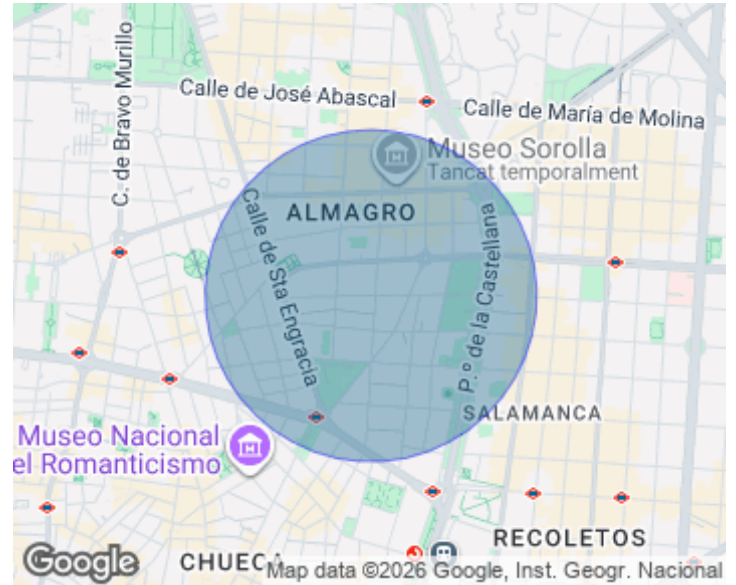 C. de Bravo Murillo
Calle de José Abascal
Calle de María de Molina
Museo Sorolla
Tancat temporalment
ALMAGRO
Calle de Sta Engracia
P.º de la Castellana
SALAMANCA
Museo Nacional
el Romanticismo
RECOLETOS
CHUECA
Google
Map data ©2026 Google, Inst. Geogr. Nacional